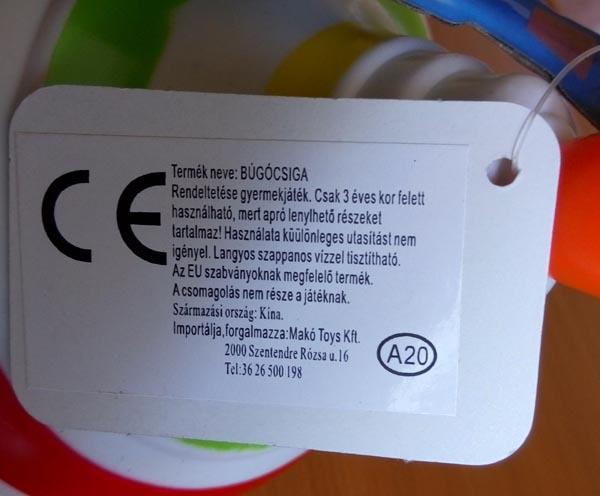 CE
Termék neve: BÚGÓCSIGA
Rendeltetése gyermekjáték. Csak 3 éves kor felett
használható, mert apró lenylhető részeket
tartalmaz! Használata küülönleges utasítást nem
igényel. Langyos szappanos vízzel tisztítható.
Az EU szabványoknak megfelelő termék.
A csomagolás nem része a játéknak.
Származási ország: Kína.
Importálja,forgalmazza:Makó Toys Kft.
2000 Szentendre Rózsa u.16
Tel:36 26 500 198
A20